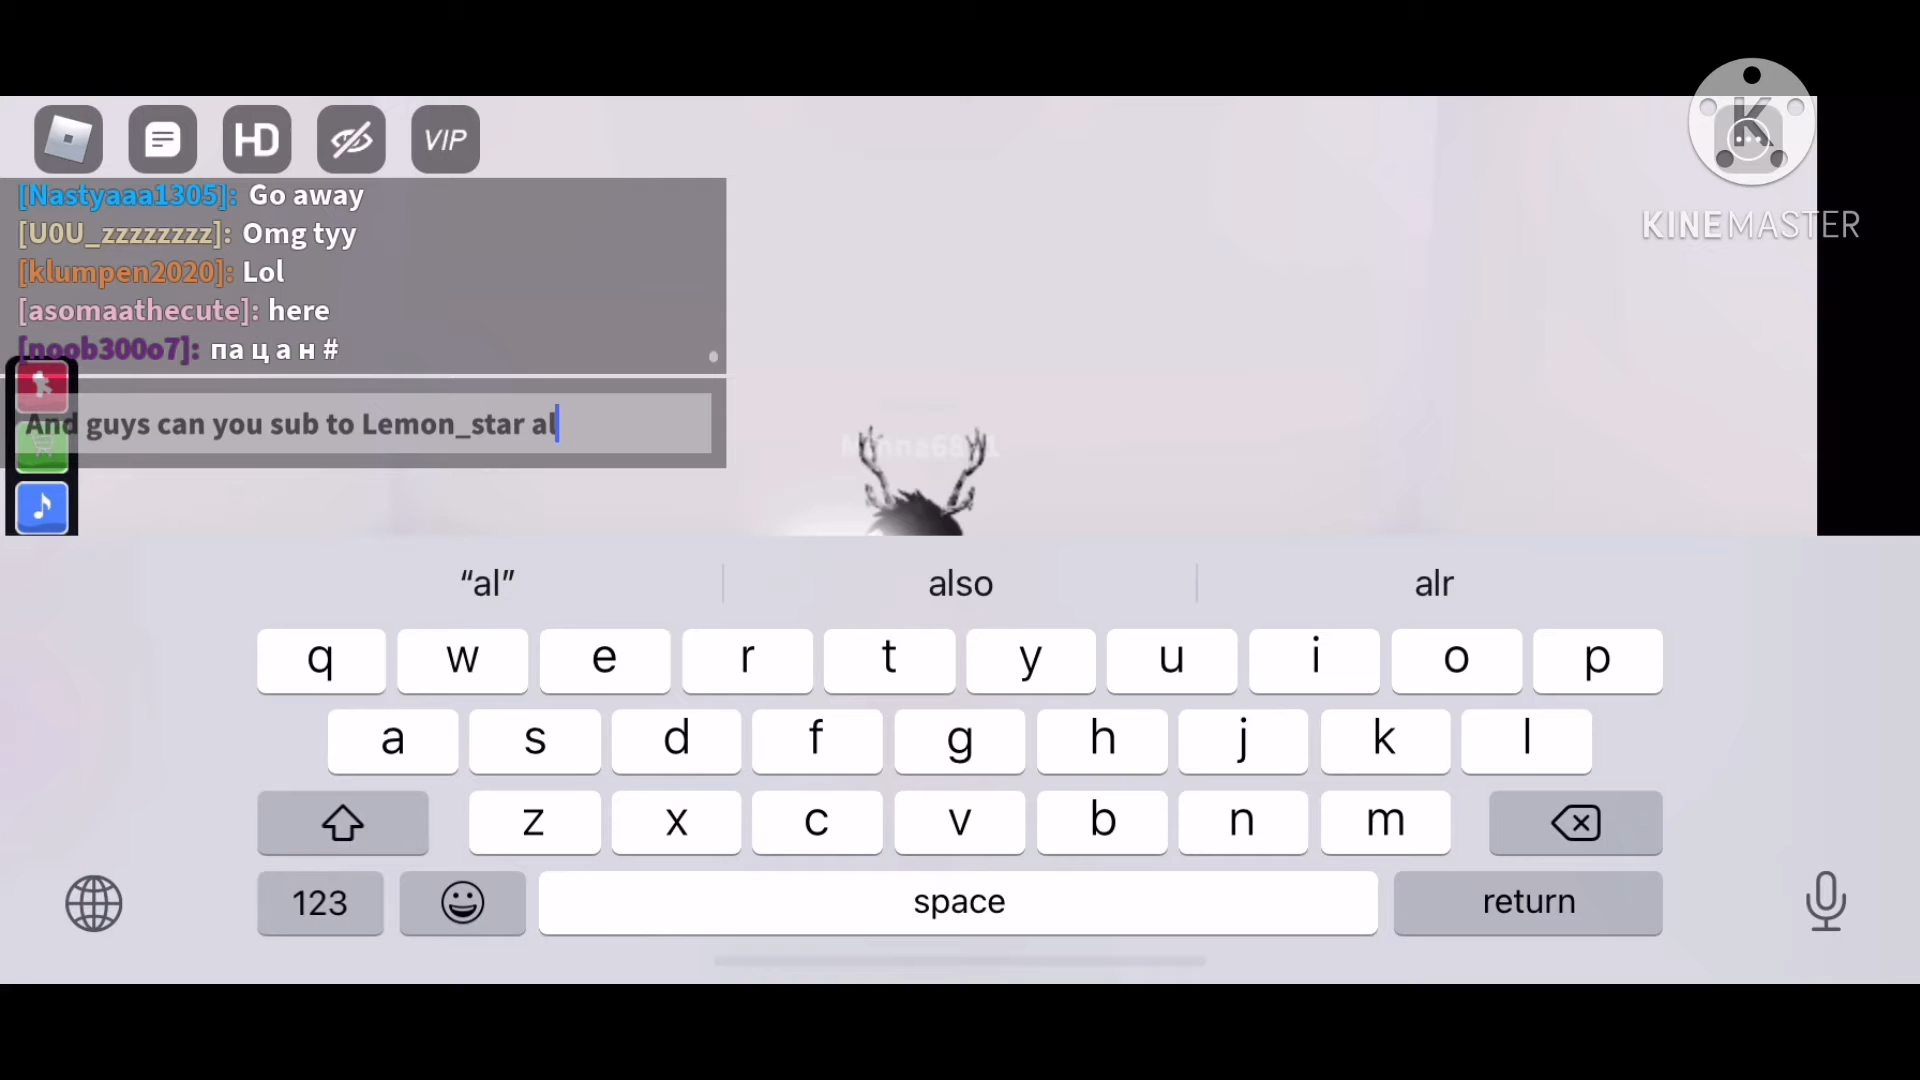 HD
VIP
KINEMASTER
[Nastyaaa1305]: Go away
[U0U_zzzzzzzz]: Omg tyy
[klumpen2020]: Lol
[asomaathecute]: here
[noob300o7]: па ц а н #
And guys can you sub to Lemon_star al
“al” also alr
q w e r t y u i o p
a s d f g h j k l
z x c v b n m
123 space return